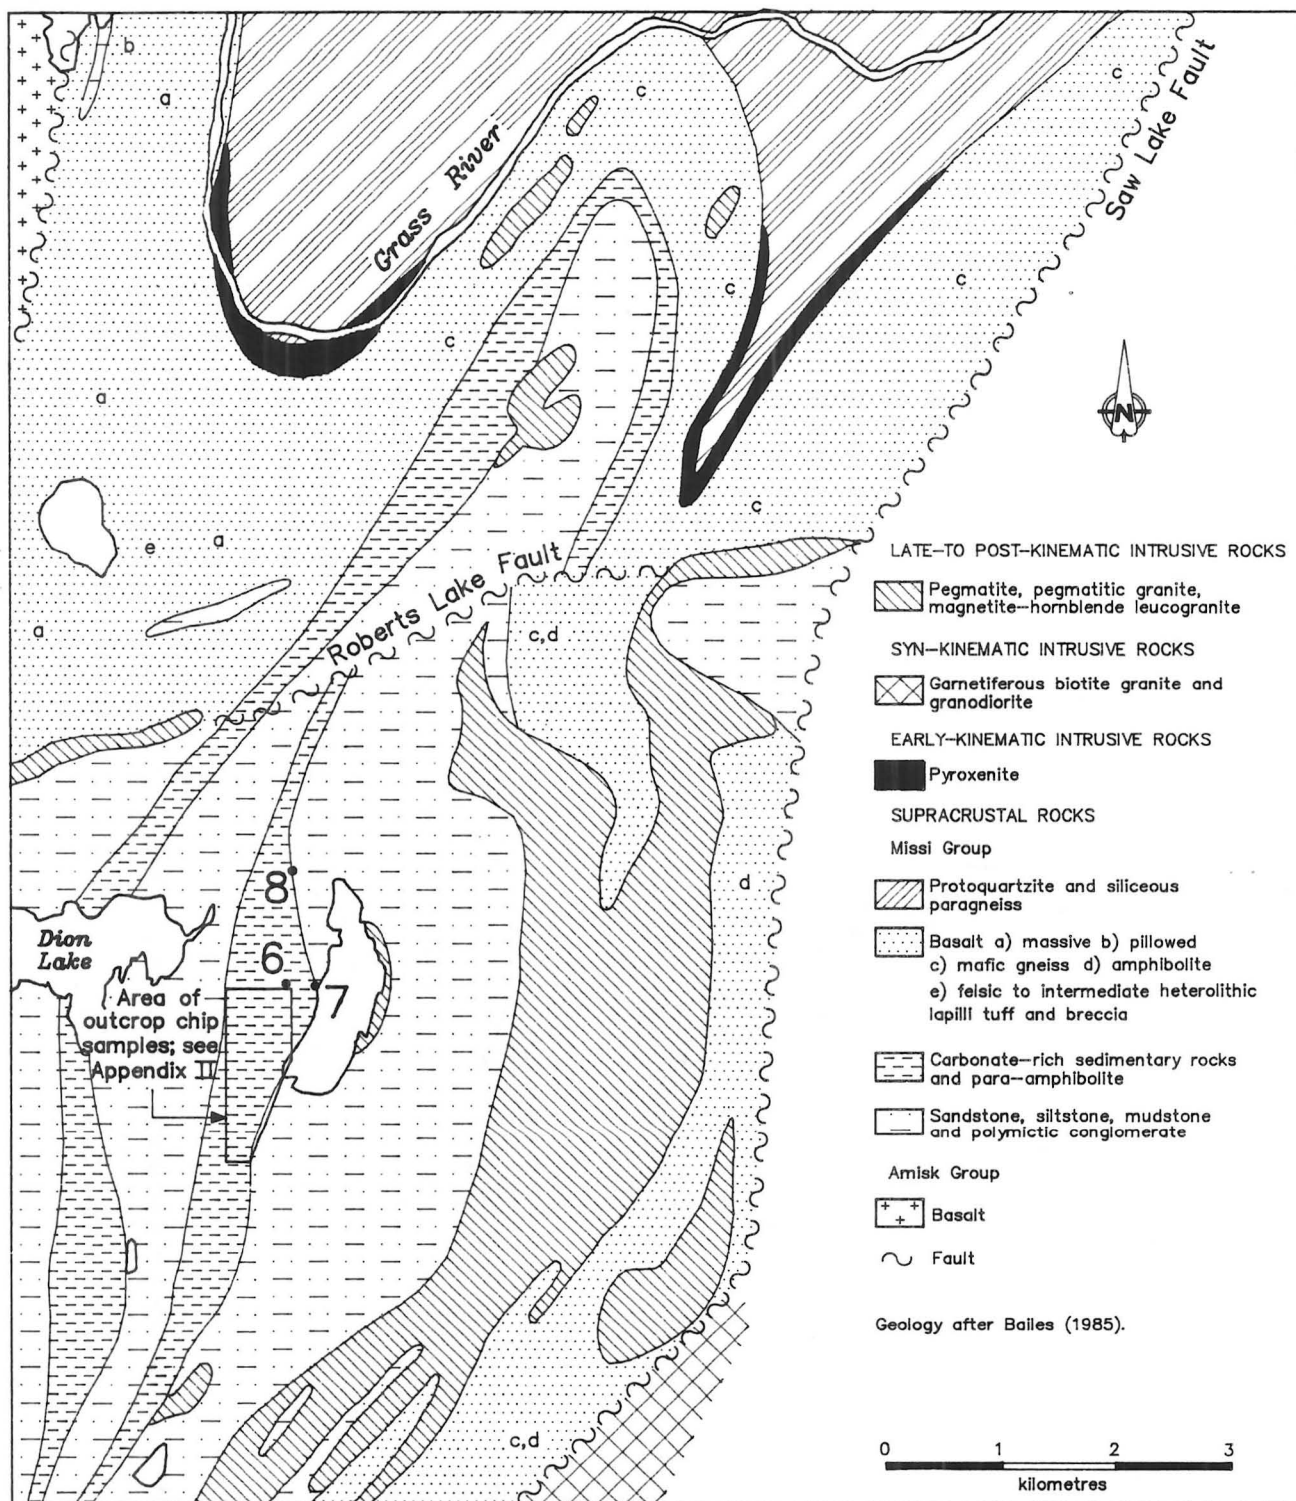 b
a
c
c
Grass River
Saw Lake Fault
c
c
c
a
N
c
e
a
a
Roberts Lake Fault
c,d
d
d
8
6
7
Dion
Lake
Area of
outcrop chip
samples; see
Appendix II
c,d
LATE-TO POST-KINEMATIC INTRUSIVE ROCKS
Pegmatite, pegmatitic granite,
magnetite-hornblende leucogranite
SYN-KINEMATIC INTRUSIVE ROCKS
Garnetiferous biotite granite and
granodiorite
EARLY-KINEMATIC INTRUSIVE ROCKS
Pyroxenite
SUPRACRUSTAL ROCKS
Missi Group
Protoquartzite and siliceous
paragneiss
Basalt a) massive b) pillowed
c) mafic gneiss d) amphibolite
e) felsic to intermediate heterolithic
lapilli tuff and breccia
Carbonate-rich sedimentary rocks
and para-amphibolite
Sandstone, siltstone, mudstone
and polymictic conglomerate
Amisk Group
Basalt
Fault
Geology after Bailes (1985).
0 1 2 3
kilometres